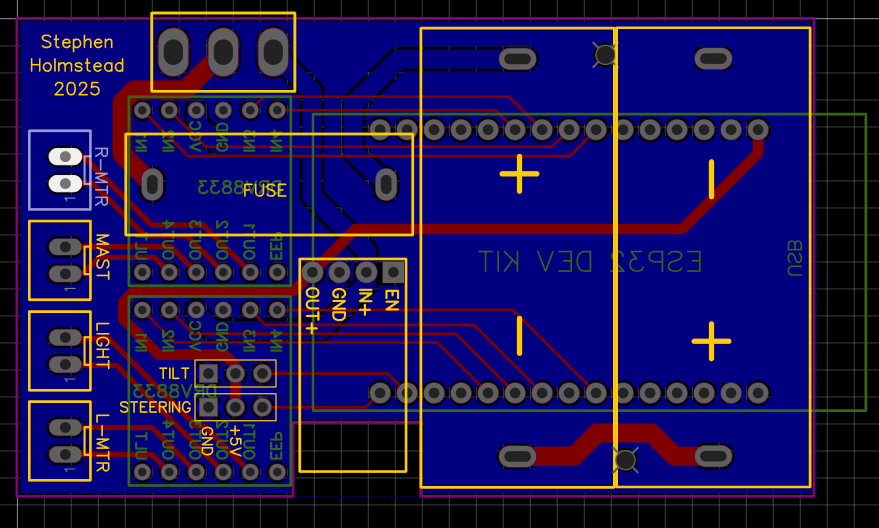 Stephen
Holmstead
2025
IN1
IN2
VCC
GND
IN3
IN4
R-MTR
1
DRV8833
FUSE
+
+
ULT
OUT4
OUT3
OUT2
OUT1
EEP
MAST
1
ESP32 DEV KIT
USB
OUT+
GND
IN+
EN
IN1
IN2
VCC
GND
IN3
IN4
LIGHT
1
TILT
DRV8833
STEERING
GND
+5V
ULT
OUT4
OUT3
OUT2
OUT1
EEP
L-MTR
1